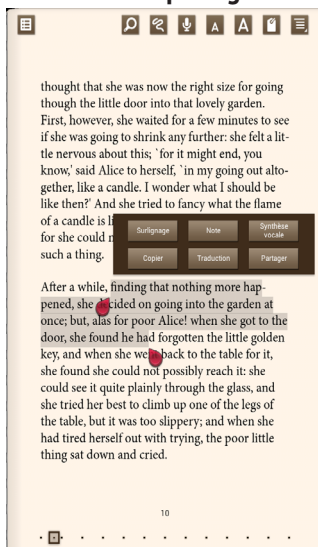 A A
thought that she was now the right size for going
though the little door into that lovely garden.
First, however, she waited for a few minutes to see
if she was going to shrink any further: she felt a lit-
tle nervous about this; `for it might end, you
know,' said Alice to herself, `in my going out alto-
gether, like a candle. I wonder what I should be
like then?' And she tried to fancy what the flame
of a candle is
for she could
such a thing.
Surlignage Note Synthèse
vocale
Copier Traduction Partager
After a while, finding that nothing more hap-
pened, she decided on going into the garden at
once; but, alas for poor Alice! when she got to the
door, she found he had forgotten the little golden
key, and when she went back to the table for it,
she found she could not possibly reach it: she
could see it quite plainly through the glass, and
she tried her best to climb up one of the legs of
the table, but it was too slippery; and when she
had tired herself out with trying, the poor little
thing sat down and cried.
10